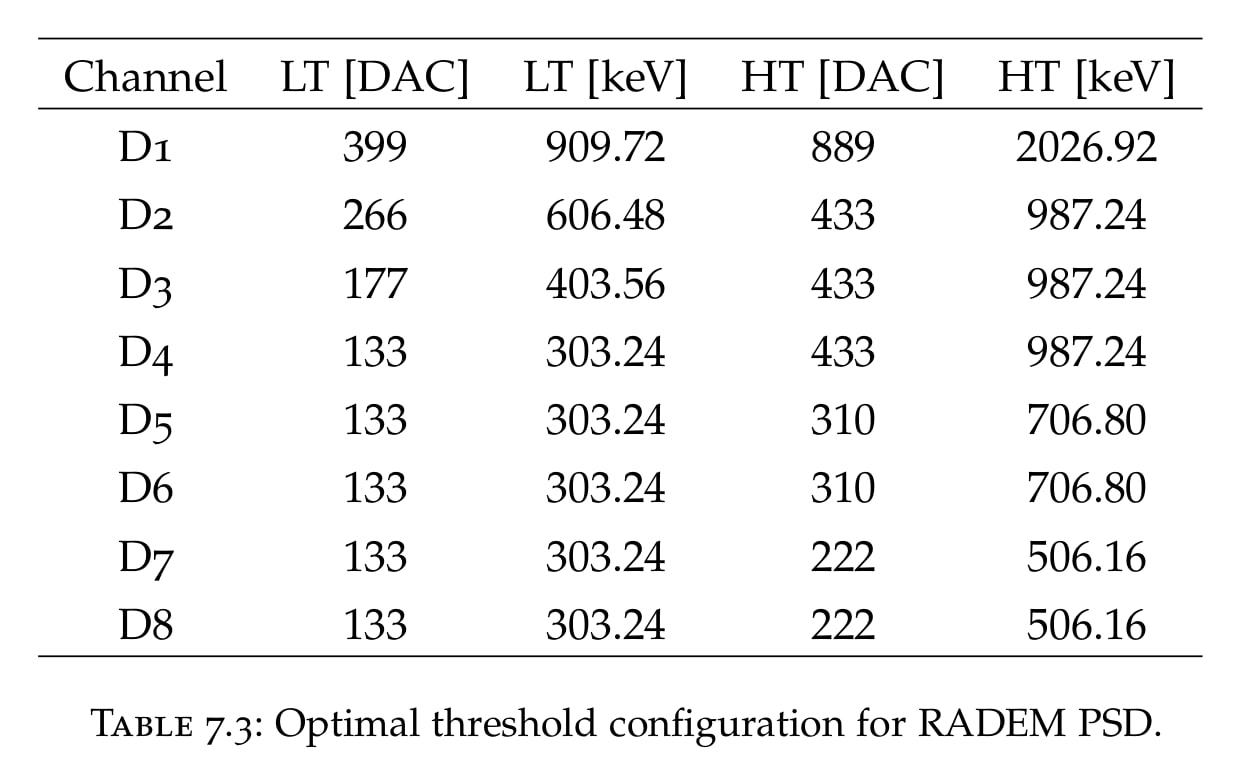 Channel LT [DAC] LT [keV] HT [DAC] HT [keV]
D1 399 909.72 889 2026.92
D2 266 606.48 433 987.24
D3 177 403.56 433 987.24
D4 133 303.24 433 987.24
D5 133 303.24 310 706.80
D6 133 303.24 310 706.80
D7 133 303.24 222 506.16
D8 133 303.24 222 506.16
TABLE 7.3: Optimal threshold configuration for RADEM PSD.